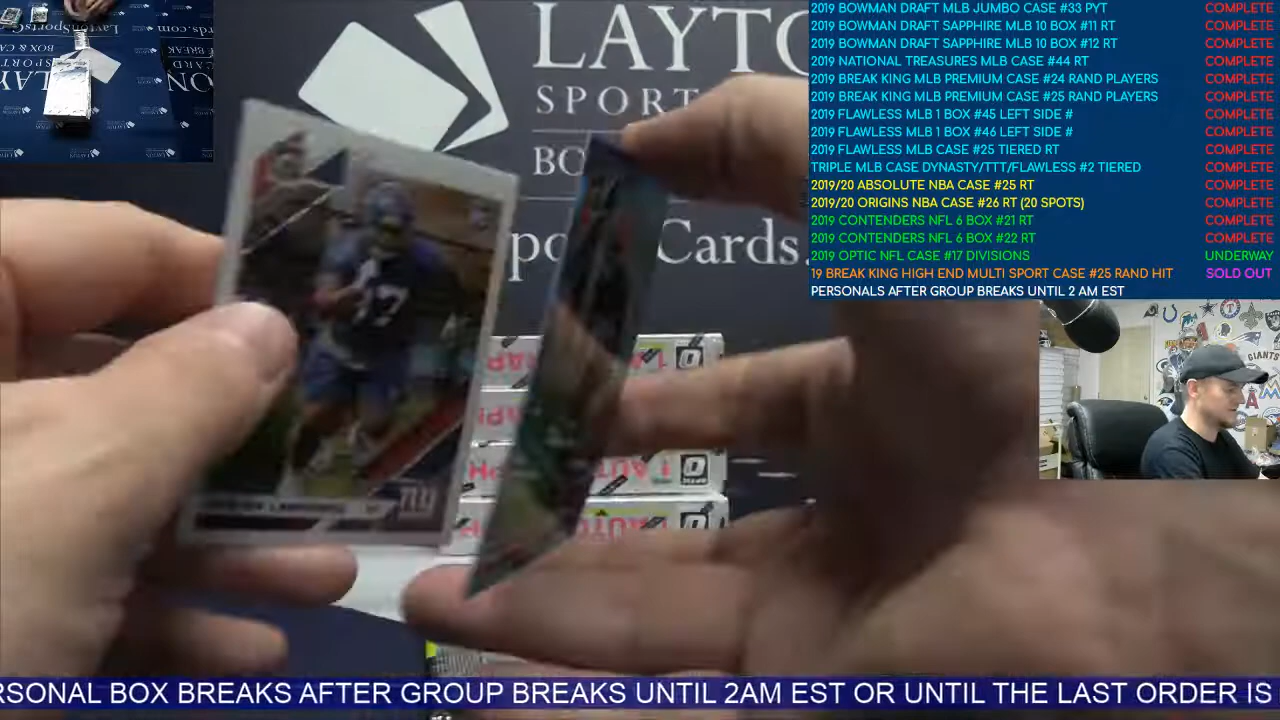 2019 BOWMAN DRAFT MLB JUMBO CASE #33 PYT COMPLETE
2019 BOWMAN DRAFT SAPPHIRE MLB 10 BOX #11 RT COMPLETE
2019 BOWMAN DRAFT SAPPHIRE MLB 10 BOX #12 RT COMPLETE
2019 NATIONAL TREASURES MLB CASE #44 RT COMPLETE
2019 BREAK KING MLB PREMIUM CASE #24 RAND PLAYERS COMPLETE
2019 BREAK KING MLB PREMIUM CASE #25 RAND PLAYERS COMPLETE
2019 FLAWLESS MLB 1 BOX #45 LEFT SIDE # COMPLETE
2019 FLAWLESS MLB 1 BOX #46 LEFT SIDE # COMPLETE
2019 FLAWLESS MLB CASE #25 TIERED RT COMPLETE
TRIPLE MLB CASE DYNASTY/TTT/FLAWLESS #2 TIERED COMPLETE
2019/20 ABSOLUTE NBA CASE #25 RT COMPLETE
2019/20 ORIGINS NBA CASE #26 RT (20 SPOTS) COMPLETE
2019 CONTENDERS NFL 6 BOX #21 RT COMPLETE
2019 CONTENDERS NFL 6 BOX #22 RT COMPLETE
2019 OPTIC NFL CASE #17 DIVISIONS UNDERWAY
19 BREAK KING HIGH END MULTI SPORT CASE #25 RAND HIT SOLD OUT
PERSONALS AFTER GROUP BREAKS UNTIL 2 AM EST
LAYTO
SPORT
BO
po Cards.
17
NY
GIANTS
RSONAL BOX BREAKS AFTER GROUP BREAKS UNTIL 2AM EST OR UNTIL THE LAST ORDER IS